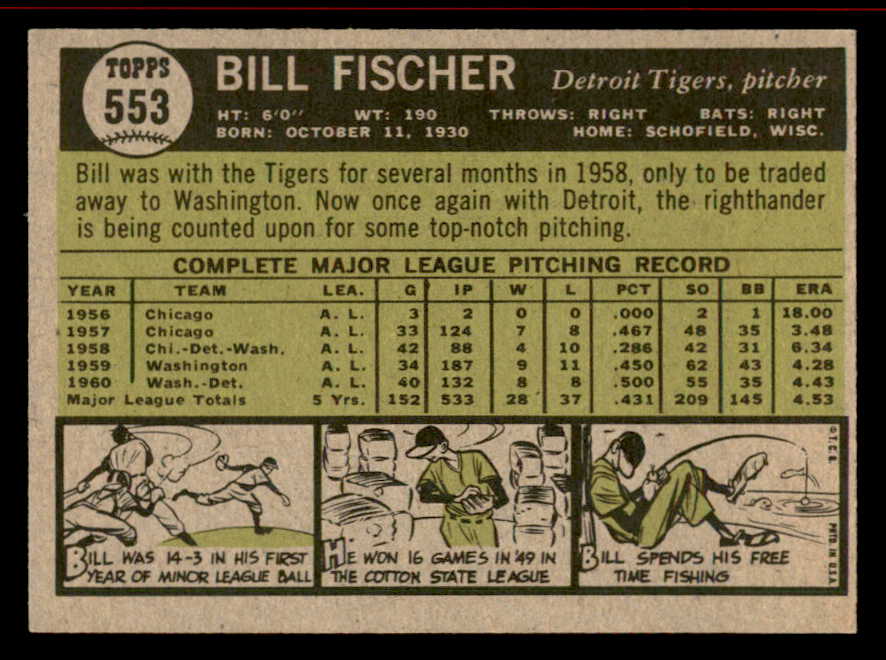 TOPPS
553
BILL FISCHER Detroit Tigers, pitcher
HT: 6'0" WT: 190 THROWS: RIGHT BATS: RIGHT
BORN: OCTOBER 11, 1930 HOME: SCHOFIELD, WISC.
Bill was with the Tigers for several months in 1958, only to be traded
away to Washington. Now once again with Detroit, the righthander
is being counted upon for some top-notch pitching.
COMPLETE MAJOR LEAGUE PITCHING RECORD
YEAR TEAM LEA. G IP W L PCT SO BB ERA
1956 Chicago A. L. 3 2 0 0 .000 2 1 18.00
1957 Chicago A. L. 33 124 7 8 .467 48 35 3.48
1958 Chi.-Det.-Wash. A. L. 42 88 4 10 .286 42 31 6.34
1959 Washington A. L. 34 187 9 11 .450 62 43 4.28
1960 Wash.-Det. A. L. 40 132 8 8 .500 55 35 4.43
Major League Totals 5 Yrs. 152 533 28 37 .431 209 145 4.53
BILL WAS 14-3 IN HIS FIRST
YEAR OF MINOR LEAGUE BALL
HE WON 16 GAMES IN '49 IN
THE COTTON STATE LEAGUE
BILL SPENDS HIS FREE
TIME FISHING
© T.C.G.
PRTD IN U.S.A.